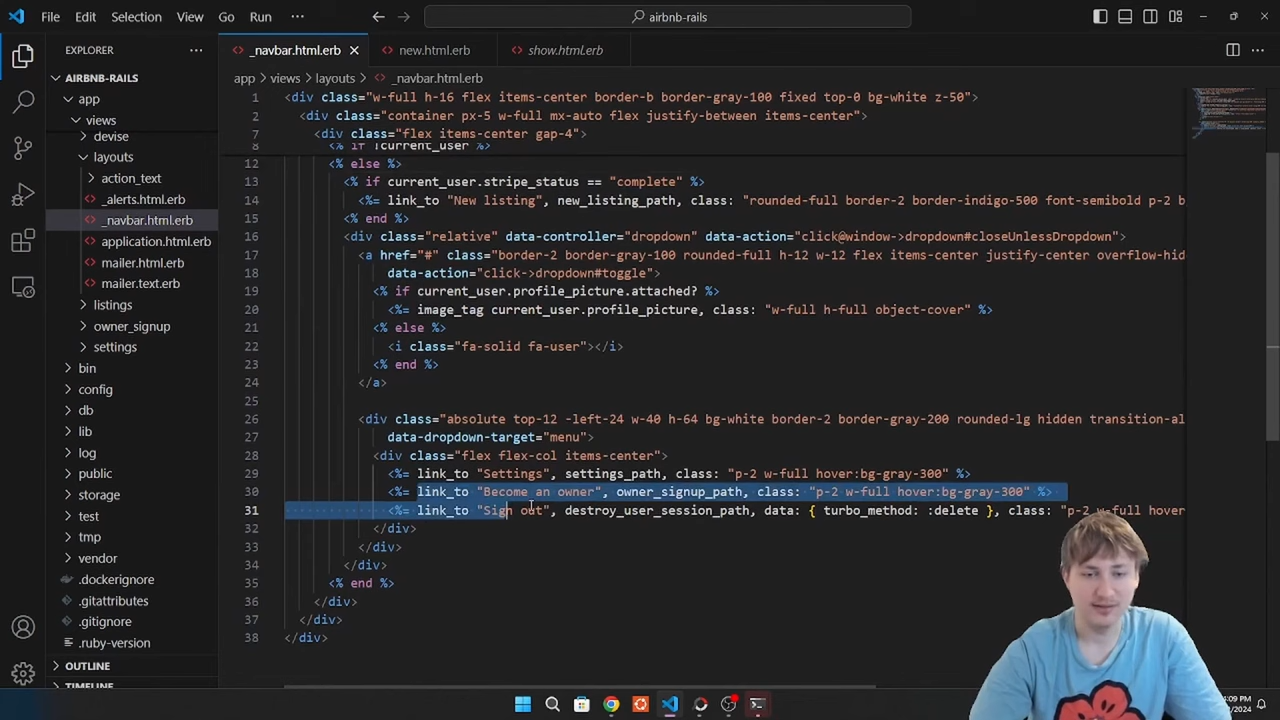 File Edit Selection View Go Run ··· airbnb-rails
EXPLORER ···
_navbar.html.erb new.html.erb show.html.erb
AIRBNB-RAILS
app > views > layouts > _navbar.html.erb
app
views
devise
layouts
action_text
_alerts.html.erb
_navbar.html.erb
application.html.erb
mailer.html.erb
mailer.text.erb
listings
owner_signup
settings
bin
config
db
lib
log
public
storage
test
tmp
vendor
.dockerignore
.gitattributes
.gitignore
.ruby-version
OUTLINE
TIMELINE
1 <div class="w-full h-16 flex items-center border-b border-gray-100 fixed top-0 bg-white z-50">
2 <div class="container px-5 w-full mx-auto flex justify-between items-center">
7 <div class="flex items-center gap-4">
8 <% if !current_user %>
12 <% else %>
13 <% if current_user.stripe_status == "complete" %>
14 <%= link_to "New listing", new_listing_path, class: "rounded-full border-2 border-indigo-500 font-semibold p-2 b
15 <% end %>
16 <div class="relative" data-controller="dropdown" data-action="click@window->dropdown#closeUnlessDropdown">
17 <a href="#" class="border-2 border-gray-100 rounded-full h-12 w-12 flex items-center justify-center overflow-hid
18 data-action="click->dropdown#toggle">
19 <% if current_user.profile_picture.attached? %>
20 <%= image_tag current_user.profile_picture, class: "w-full h-full object-cover" %>
21 <% else %>
22 <i class="fa-solid fa-user"></i>
23 <% end %>
24 </a>
25
26 <div class="absolute top-12 -left-24 w-40 h-64 bg-white border-2 border-gray-200 rounded-lg hidden transition-al
27 data-dropdown-target="menu">
28 <div class="flex flex-col items-center">
29 <%= link_to "Settings", settings_path, class: "p-2 w-full hover:bg-gray-300" %>
30 <%= link_to "Become an owner", owner_signup_path, class: "p-2 w-full hover:bg-gray-300" %>
31 <%= link_to "Sign out", destroy_user_session_path, data: { turbo_method: :delete }, class: "p-2 w-full hover
32 </div>
33 </div>
34 </div>
35 <% end %>
36 </div>
37 </div>
38 </div>